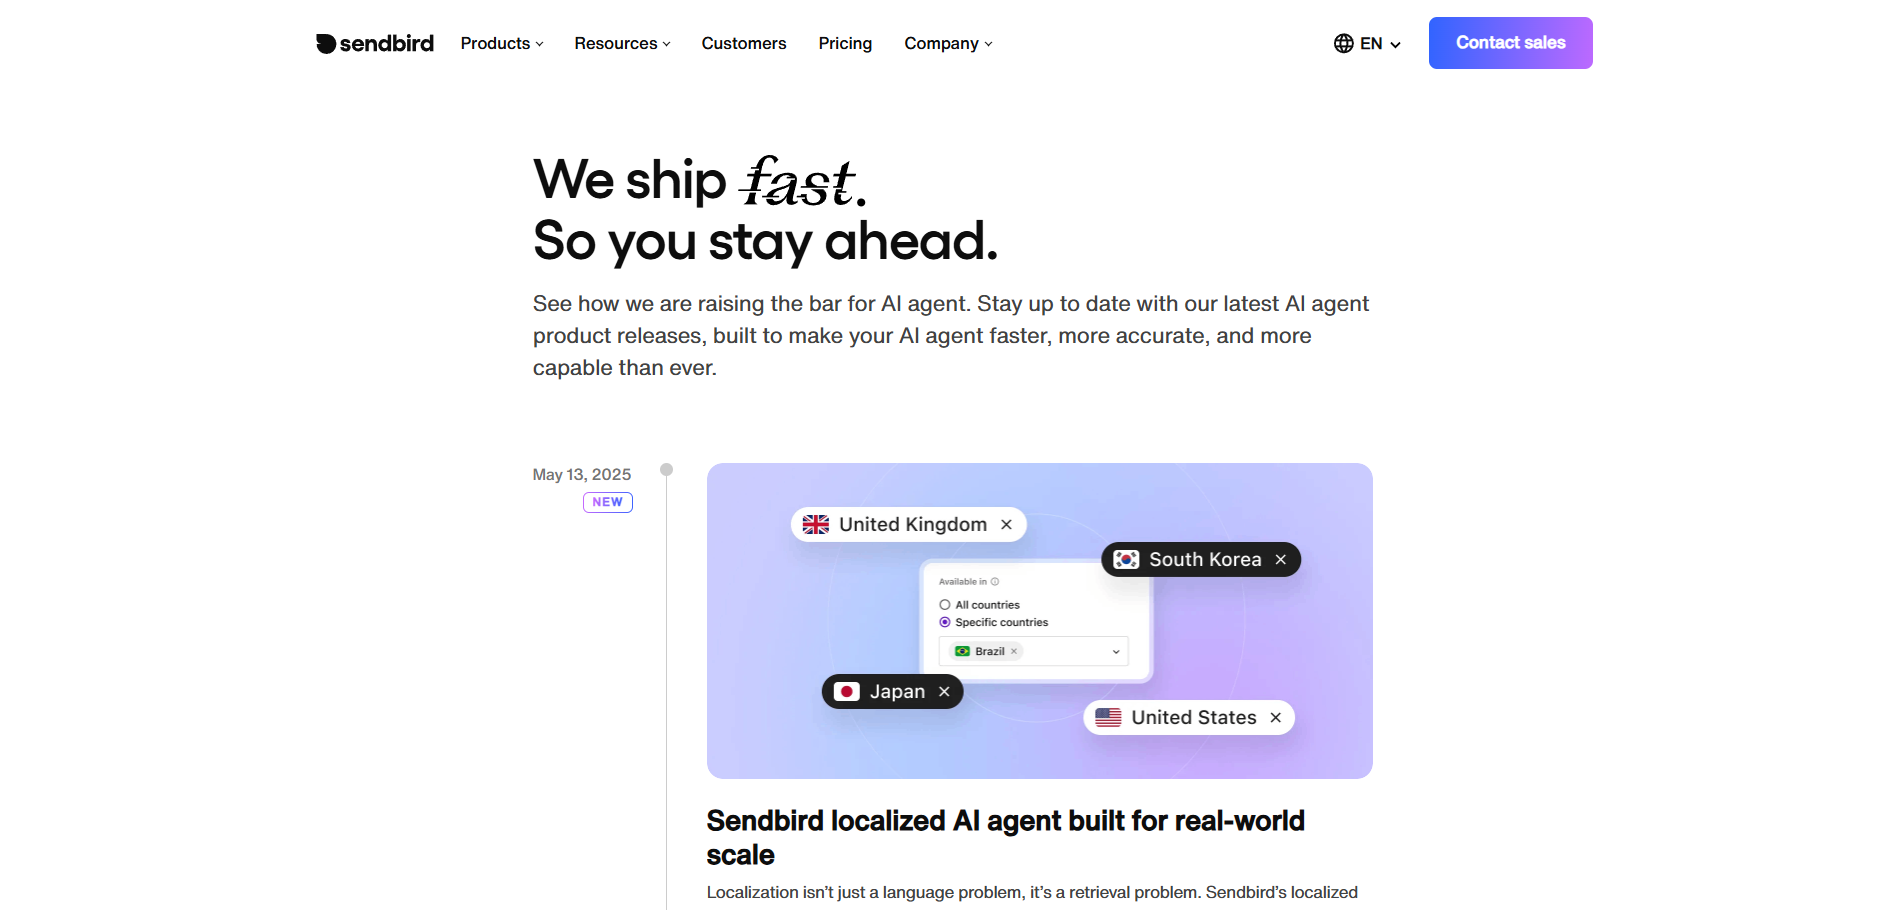 sendbird
Products
Resources
Customers
Pricing
Company
EN
Contact sales
We ship fast.
So you stay ahead.
See how we are raising the bar for AI agent. Stay up to date with our latest AI agent
product releases, built to make your AI agent faster, more accurate, and more
capable than ever.
May 13, 2025
NEW
United Kingdom
South Korea
Available in
All countries
Specific countries
Brazil
Japan
United States
Sendbird localized AI agent built for real-world
scale
Localization isn’t just a language problem, it’s a retrieval problem. Sendbird’s localized